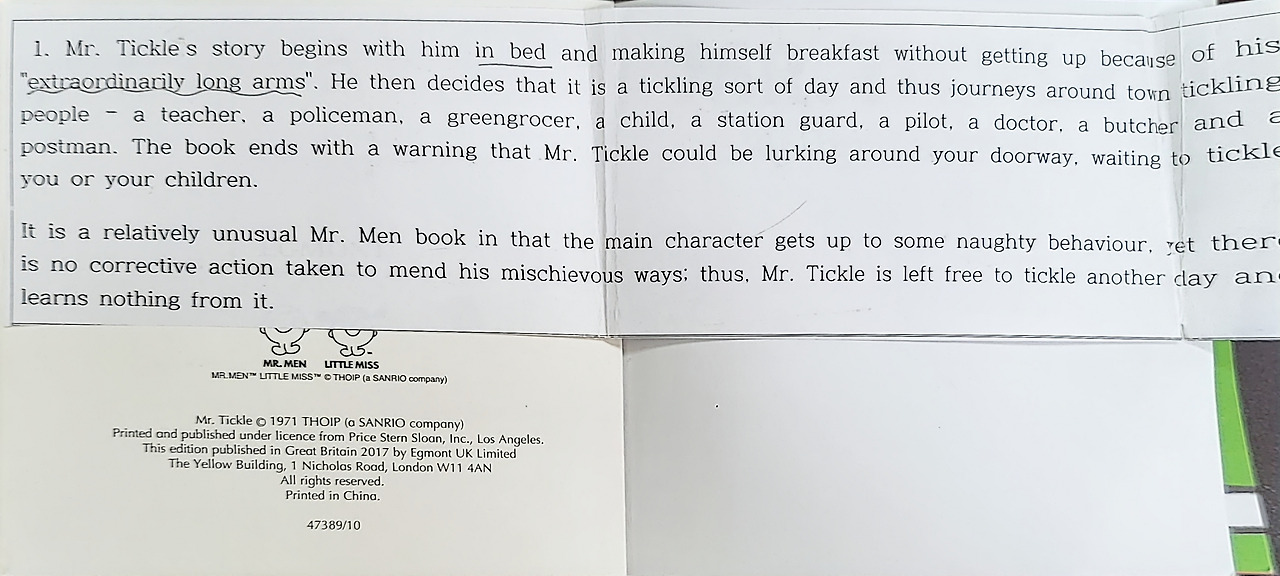 1. Mr. Tickle's story begins with him in bed and making himself breakfast without getting up because of his
"extraordinarily long arms". He then decides that it is a tickling sort of day and thus journeys around town tickling
people - a teacher, a policeman, a greengrocer, a child, a station guard, a pilot, a doctor, a butcher and a
postman. The book ends with a warning that Mr. Tickle could be lurking around your doorway, waiting to tickle
you or your children.
It is a relatively unusual Mr. Men book in that the main character gets up to some naughty behaviour, yet there
is no corrective action taken to mend his mischievous ways; thus, Mr. Tickle is left free to tickle another day and
learns nothing from it.
MR. MEN LITTLE MISS
MR.MEN™ LITTLE MISS™ © THOIP (a SANRIO company)
Mr. Tickle © 1971 THOIP (a SANRIO company)
Printed and published under licence from Price Stern Sloan, Inc., Los Angeles.
This edition published in Great Britain 2017 by Egmont UK Limited
The Yellow Building, 1 Nicholas Road, London W11 4AN
All rights reserved.
Printed in China.
47389/10